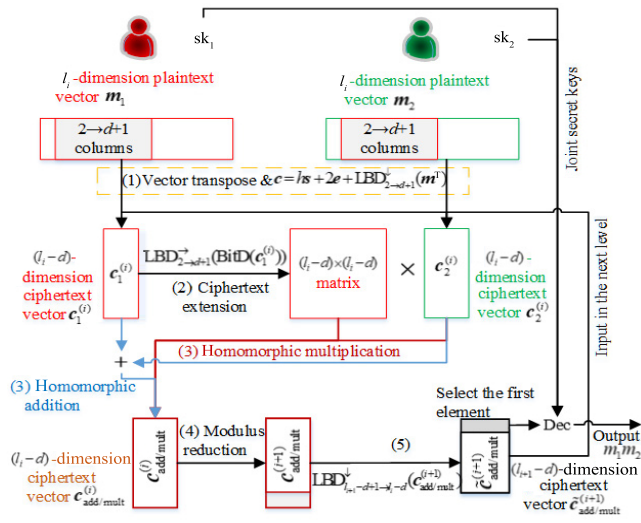 sk₁
sk₂
lᵢ-dimension plaintext
vector m₁
lᵢ-dimension plaintext
vector m₂
2→d+1
columns
2→d+1
columns
Joint secret keys
(1)Vector transpose & c = hs + 2e + LBD↓₂→d+1(mᵀ)
(lᵢ-d)-
dimension
ciphertext
vector c₁⁽ⁱ⁾
c₁⁽ⁱ⁾
LBD→₂→d+1(BitD(c₁⁽ⁱ⁾))
(2) Ciphertext
extension
(lᵢ-d)×(lᵢ-d)
matrix
×
c₂⁽ⁱ⁾
(lᵢ-d)-
dimension
ciphertext
vector c₂⁽ⁱ⁾
Input in the next level
+
(3) Homomorphic multiplication
(3) Homomorphic
addition
Select the first
element
Dec
Output
m₁m₂
(lᵢ-d)-dimension
ciphertext
vector c⁽ⁱ⁾add/mult
c⁽ⁱ⁾add/mult
(4) Modulus
reduction
c⁽ⁱ⁺¹⁾add/mult
(5)
LBD↓lᵢ₊₁-d+1→lᵢ-d(c⁽ⁱ⁺¹⁾add/mult)
c̃⁽ⁱ⁺¹⁾add/mult
(lᵢ₊₁-d)-dimension
ciphertext
vector c̃⁽ⁱ⁺¹⁾add/mult